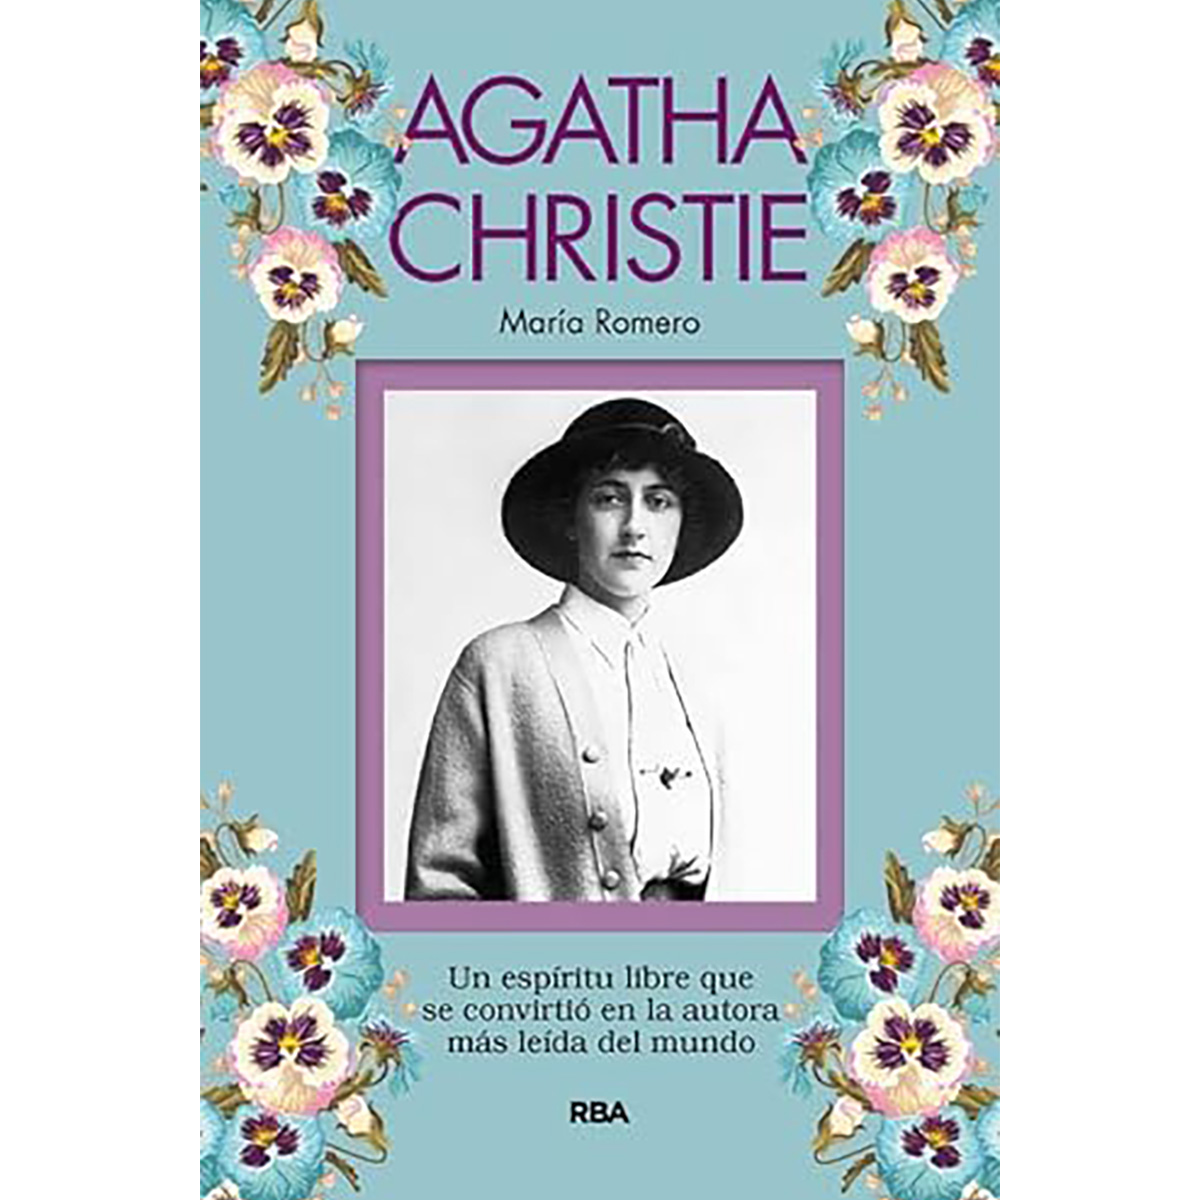 AGATHA
CHRISTIE
María Romero
Un espíritu libre que
se convirtió en la autora
más leída del mundo
RBA